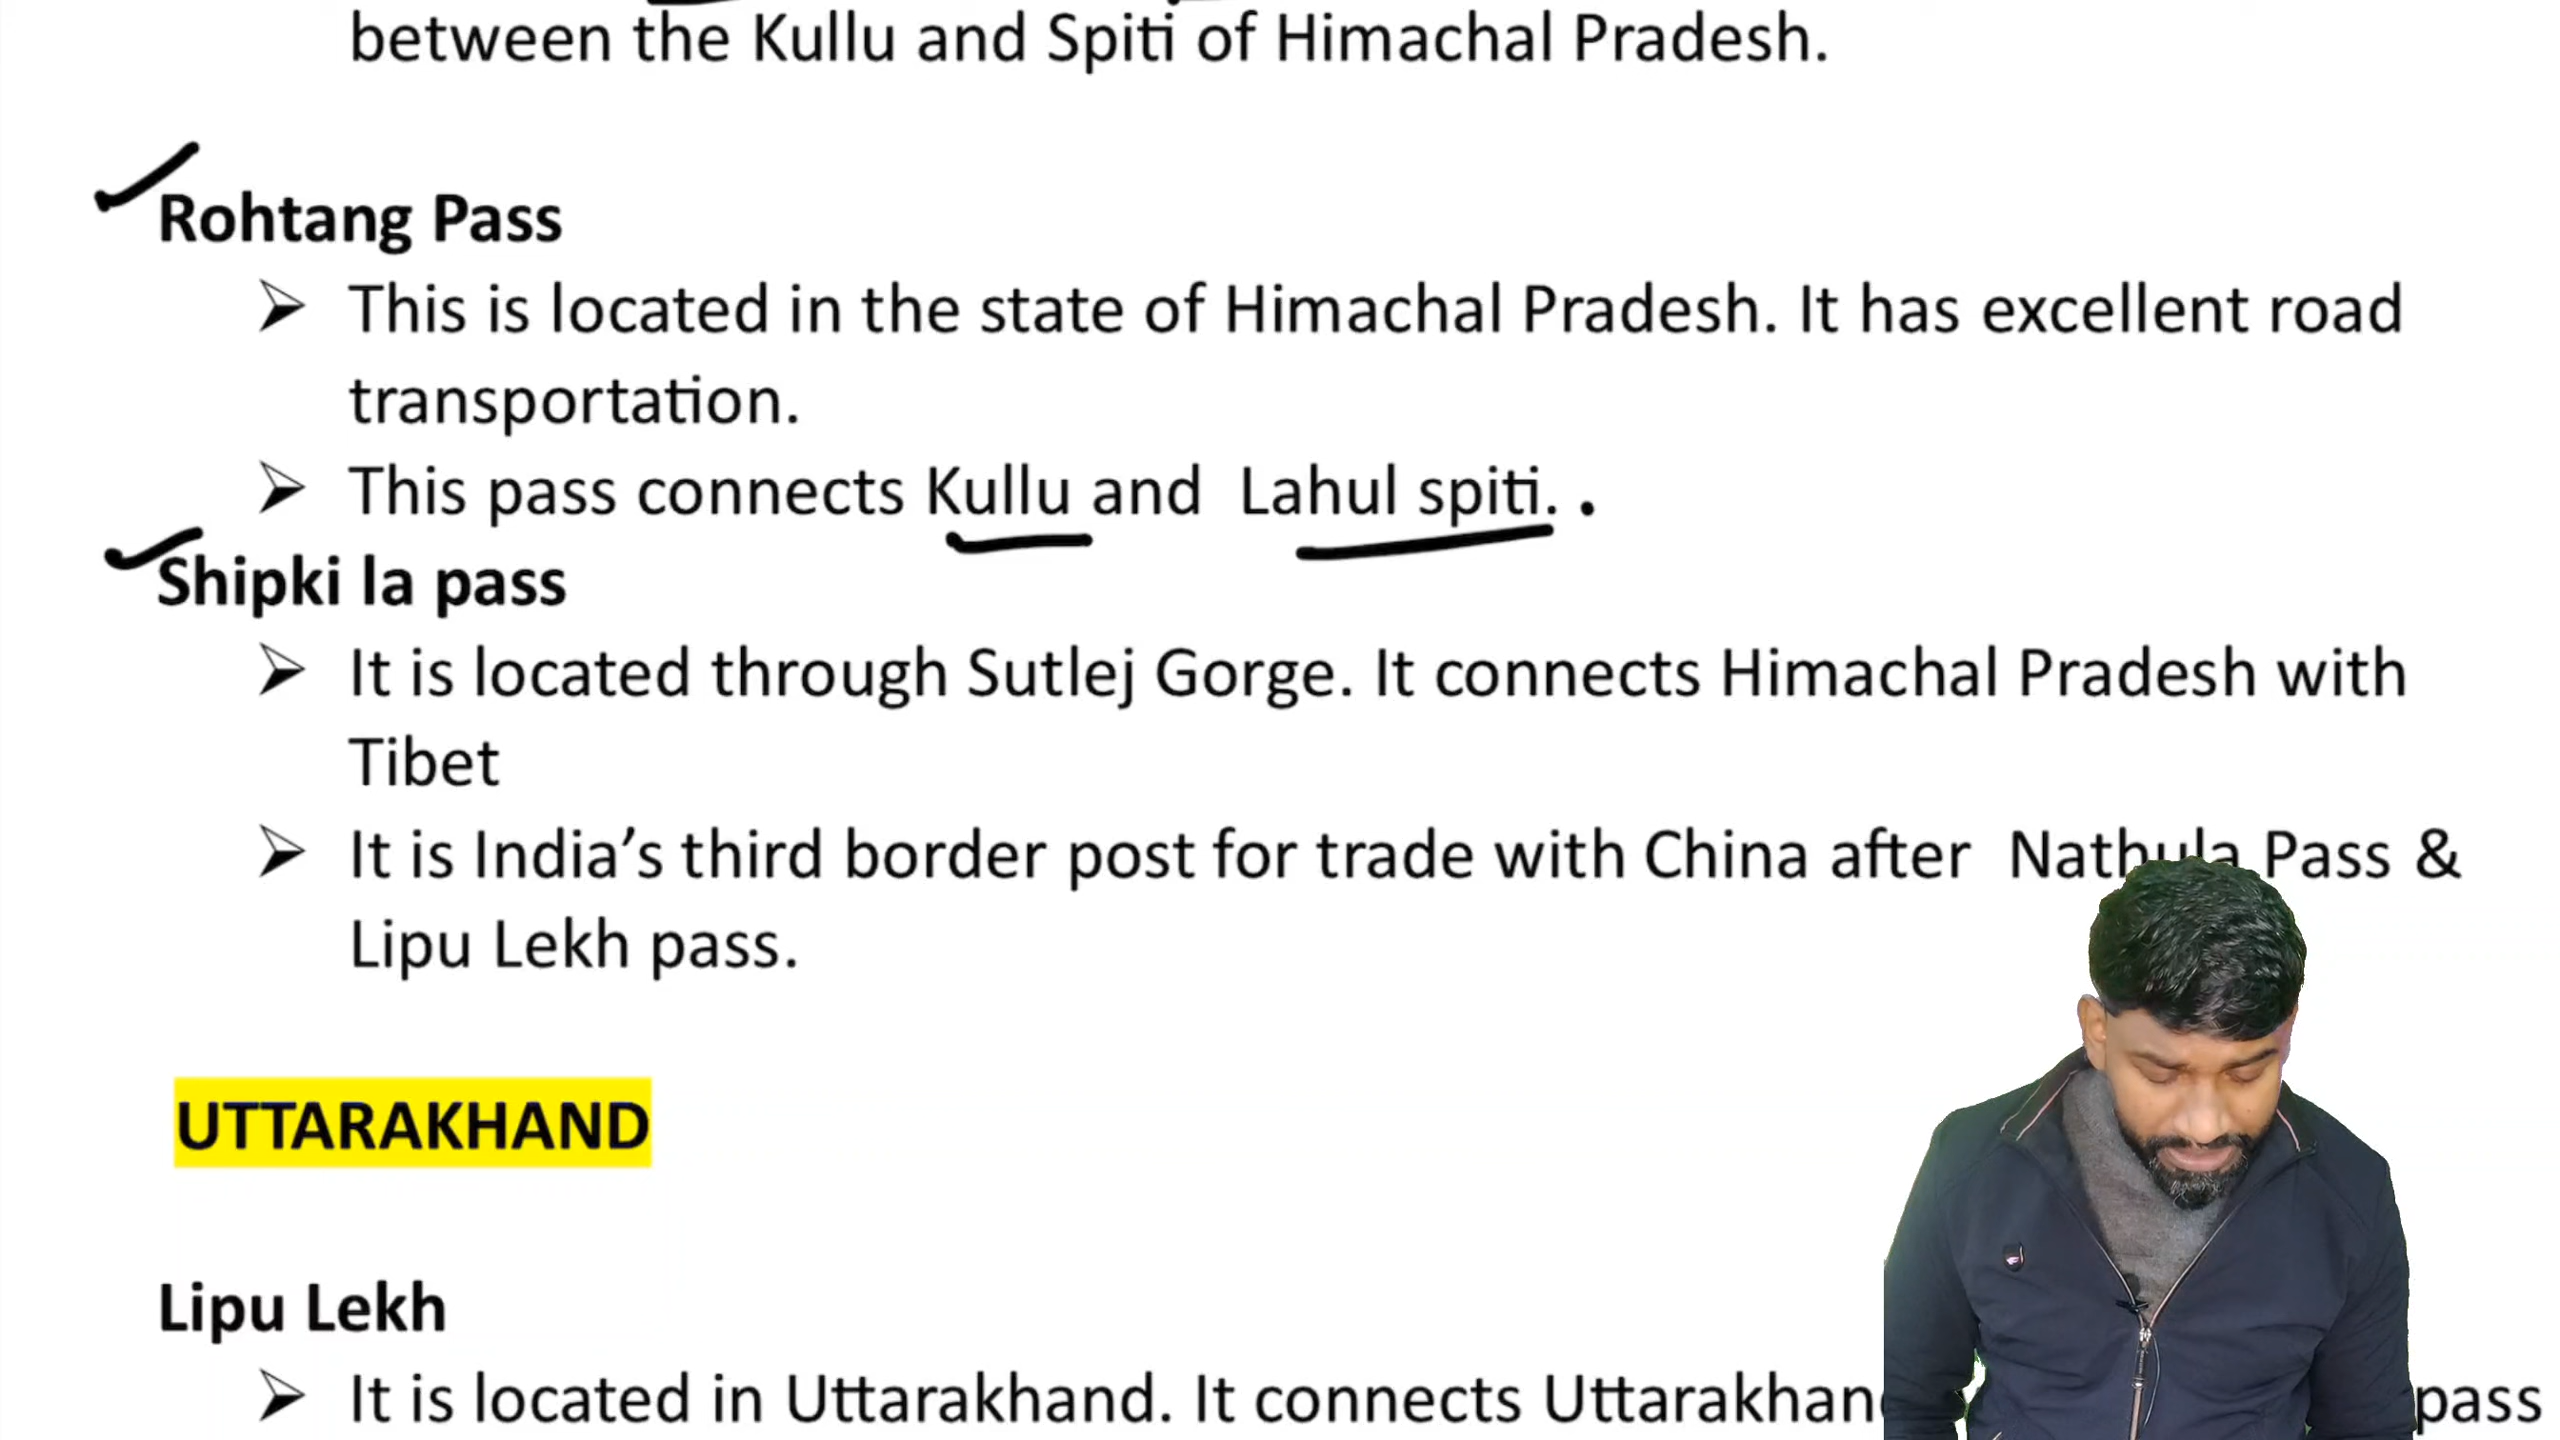 between the Kullu and Spiti of Himachal Pradesh.
Rohtang Pass
This is located in the state of Himachal Pradesh. It has excellent road
transportation.
This pass connects Kullu and Lahul spiti. .
Shipki la pass
It is located through Sutlej Gorge. It connects Himachal Pradesh with
Tibet
It is India’s third border post for trade with China after Nathula Pass &
Lipu Lekh pass.
UTTARAKHAND
Lipu Lekh
It is located in Uttarakhand. It connects pass